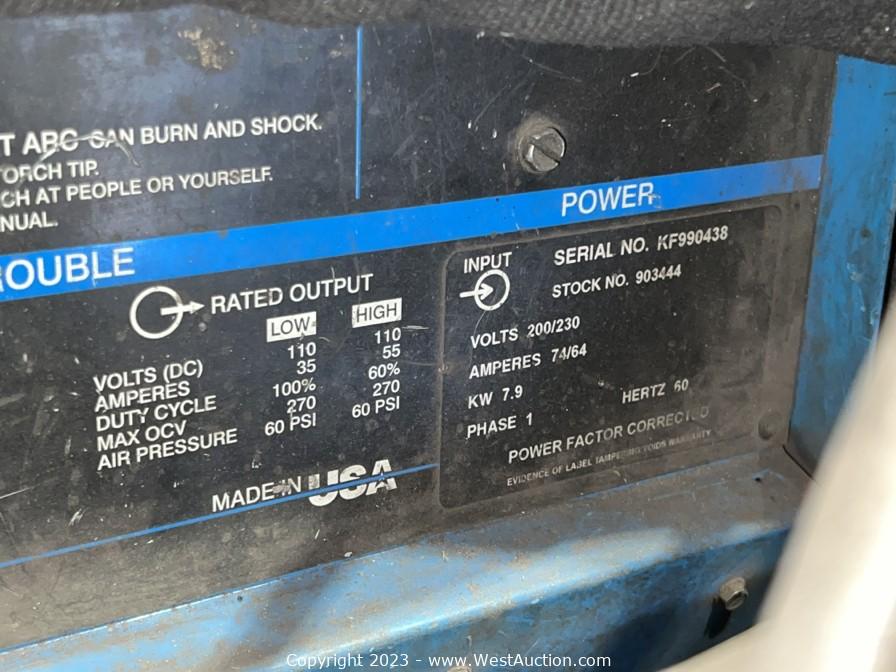 T ARC CAN BURN AND SHOCK.
TORCH TIP.
CH AT PEOPLE OR YOURSELF.
NUAL.
ROUBLE
POWER
RATED OUTPUT
LOW HIGH
VOLTS (DC) 110 110
AMPERES 35 55
DUTY CYCLE 100% 60%
MAX OCV 270 270
AIR PRESSURE 60 PSI 60 PSI
MADE IN USA
INPUT
SERIAL NO. KF990438
STOCK NO. 903444
VOLTS 200/230
AMPERES 74/64
KW 7.9
HERTZ 60
PHASE 1
POWER FACTOR CORRECTED
EVIDENCE OF LABEL TAMPERING VOIDS WARRANTY
Copyright 2023 - www.WestAuction.com